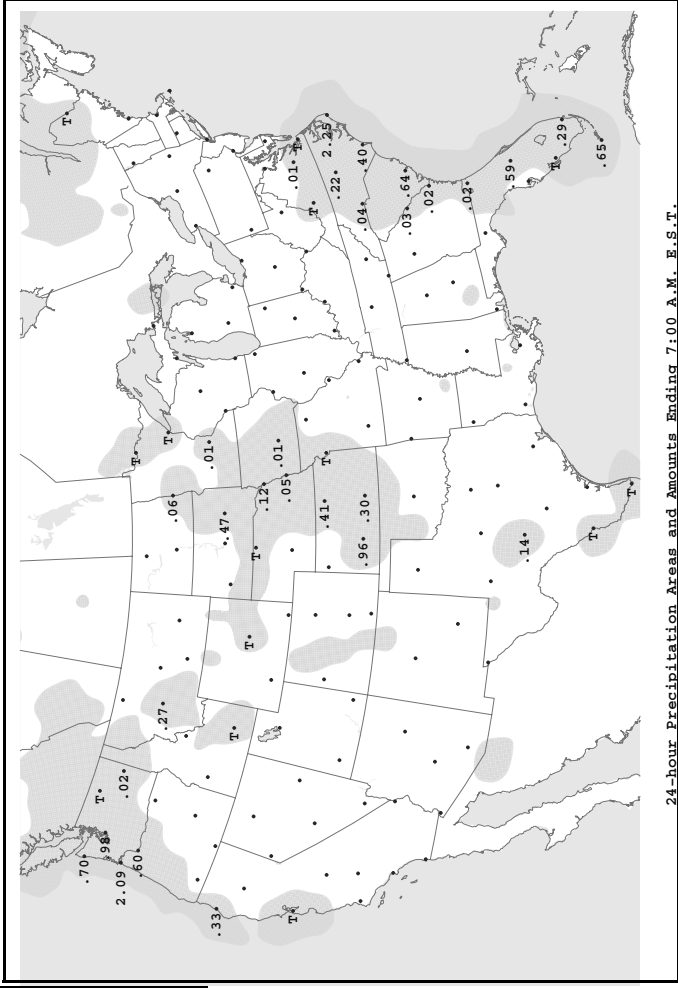 T
.70
T
.98
2.09
.02
T
.60
.27
T
.06
.01
.33
.47
T
T
T
.12
.01
.05
T
.01
T
T
.41
T
2.25
.22
.04
.40
.96
.30
.64
.03
.02
.02
.59
.14
T
.29
T
.65
T
24-hour Precipitation Areas and Amounts Ending 7:00 A.M. E.S.T.